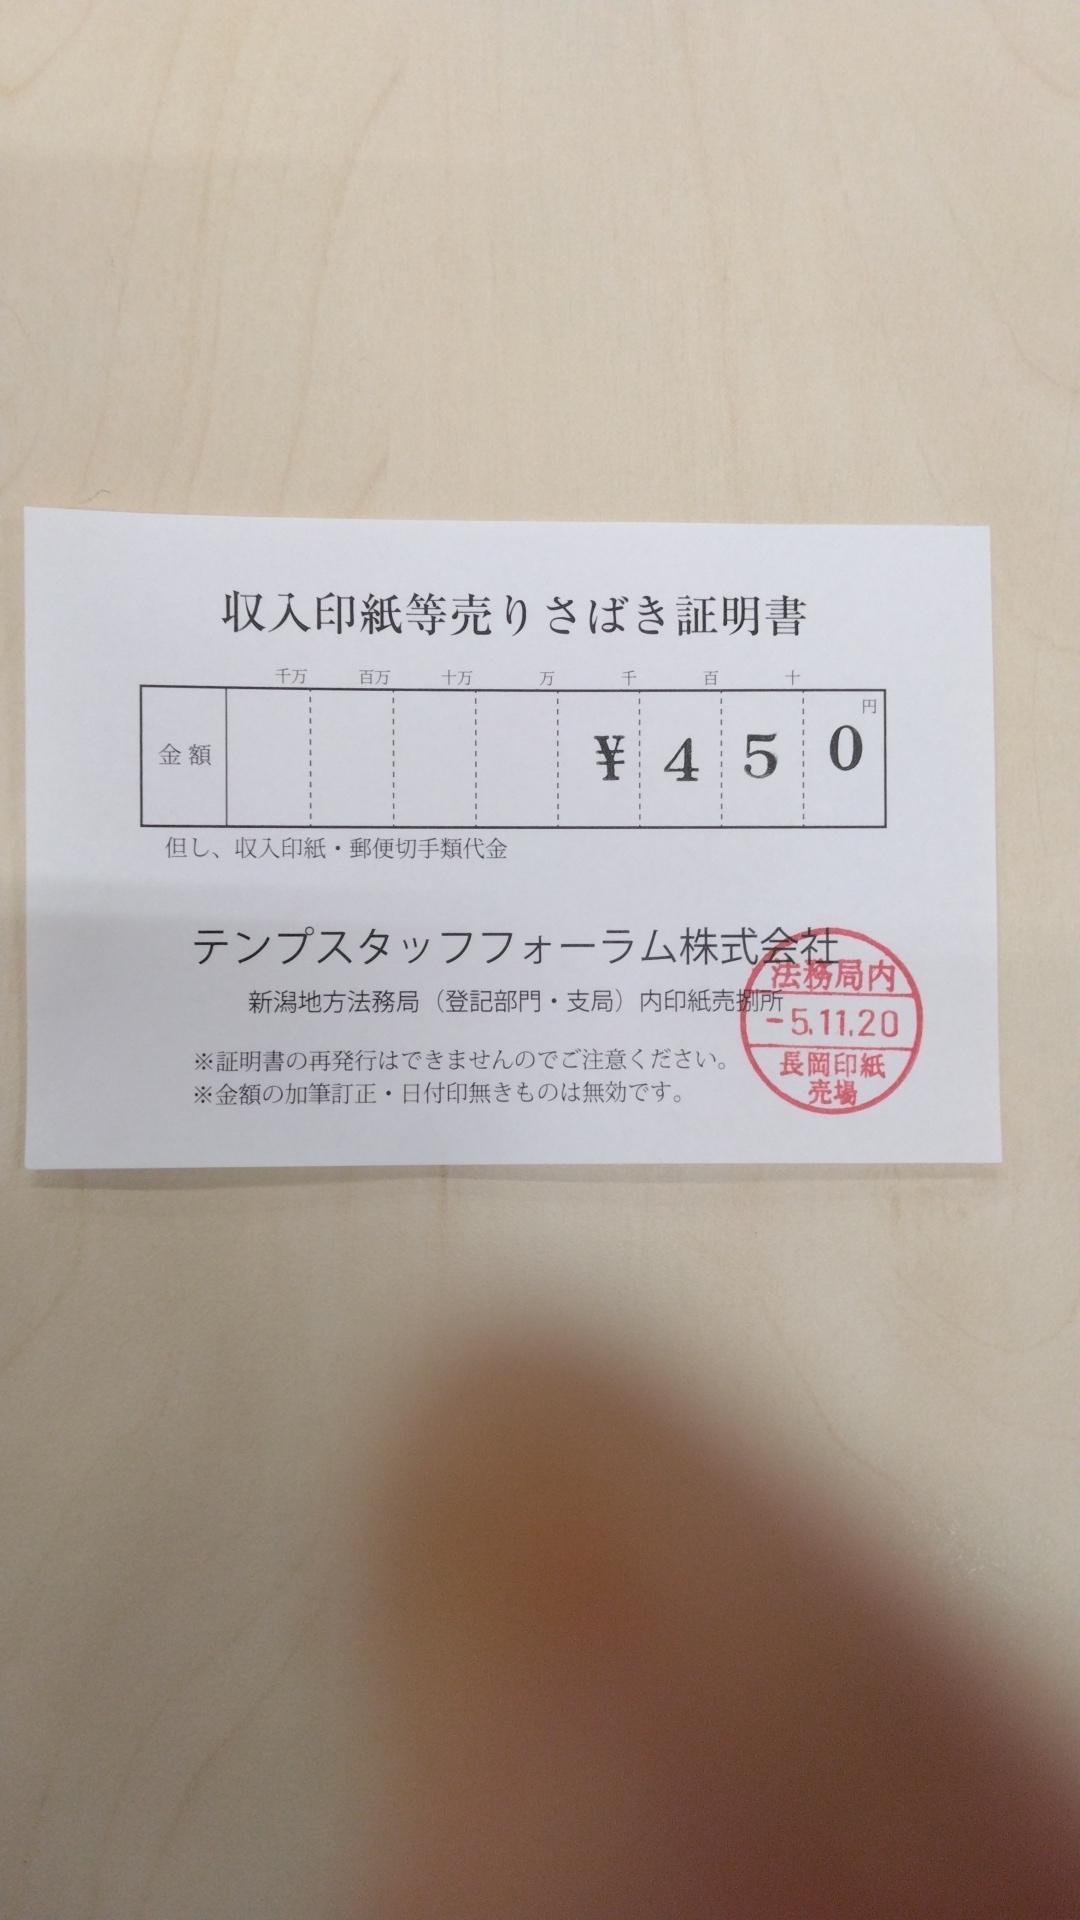 収入印紙等売りさばき証明書
千万 百万 十万 万 千 百 十 円
金額 ¥450
但し、収入印紙・郵便切手類代金
テンプスタッフフォーラム株式会社
新潟地方法務局（登記部門・支局）内印紙売捌所
※証明書の再発行はできませんのでご注意ください。
※金額の加筆訂正・日付印無きものは無効です。
法務局内
-5.11.20
長岡印紙
売場